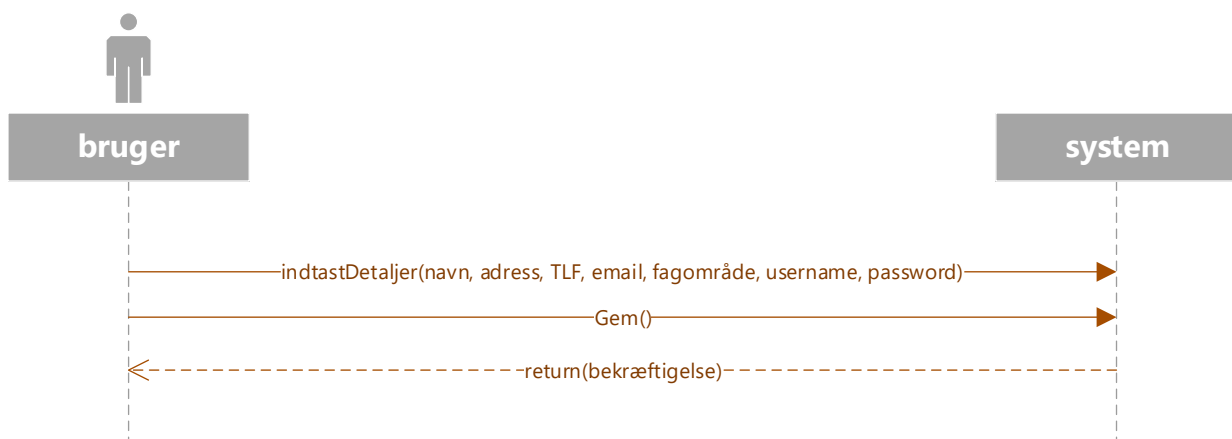 bruger
system
indtastDetaljer(navn, adress, TLF, email, fagområde, username, password)
Gem()
return(bekræftigelse)